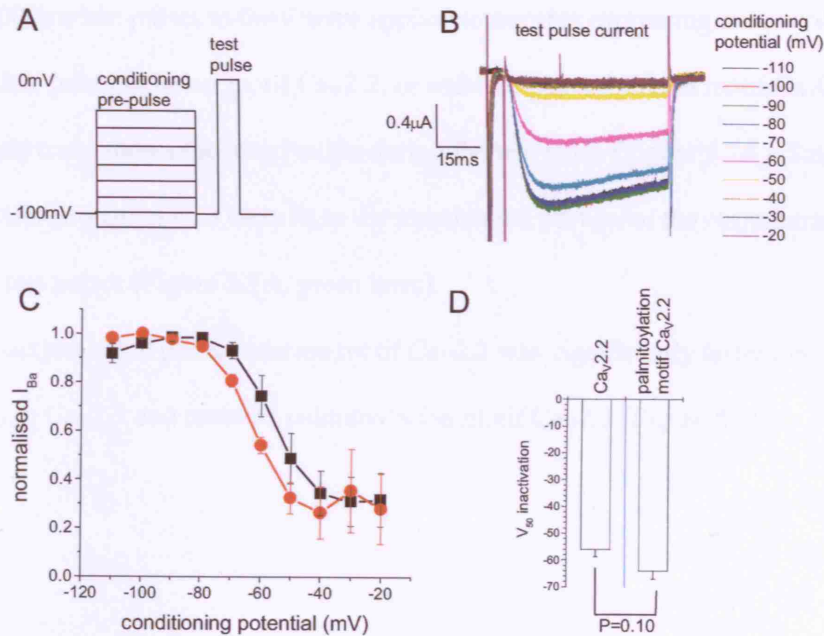 A
test
pulse
0mV
conditioning
pre-pulse
-100mV
B
test pulse current
0.4µA
15ms
conditioning
potential (mV)
-110
-100
-90
-80
-70
-60
-50
-40
-30
-20
C
normalised I Ba
1.0
0.8
0.6
0.4
0.2
0.0
-120
-100
-80
-60
-40
-20
conditioning potential (mV)
D
CaV2.2
palmitoylation
motif CaV2.2
V50 inactivation
0
-10
-20
-30
-40
-50
-60
-70
P=0.10